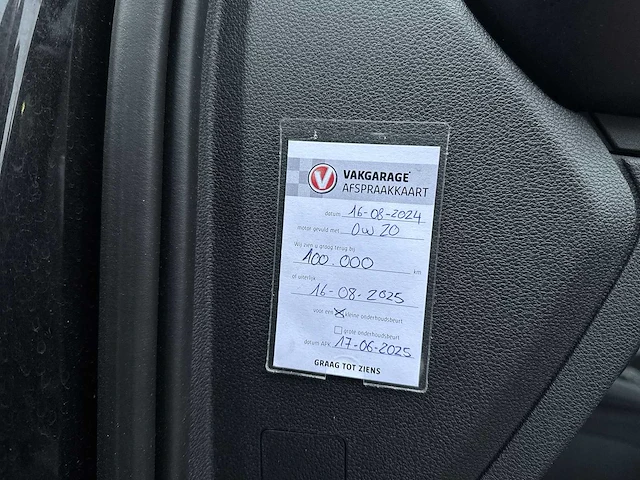 VAKGARAGE
AFSPRAAKKAART
datum 16-08-2024
motor gevuld met 0W20
Wij zien u graag terug bij
100.000 km
of uiterlijk
16-08-2025
voor een kleine onderhoudsbeurt
grote onderhoudsbeurt
datum APK 17-06-2025
GRAAG TOT ZIENS